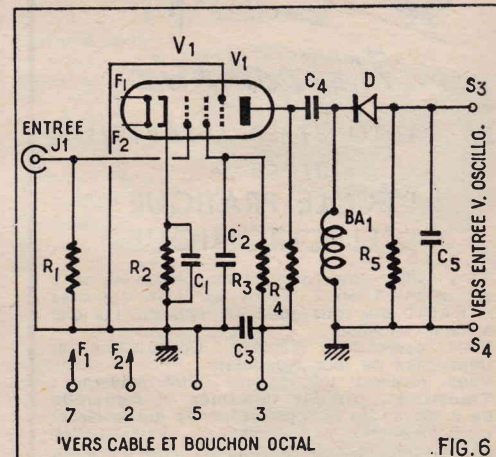 V1 V1
F1
F2
ENTREE
J1
C4 D
S3
R1 R2 C1 C2 R3 R4
C3
BA1 R5 C5
VERS ENTREE V. OSCILLO.
S4
F1 F2
7 2 5 3
VERS CABLE ET BOUCHON OCTAL
FIG. 6